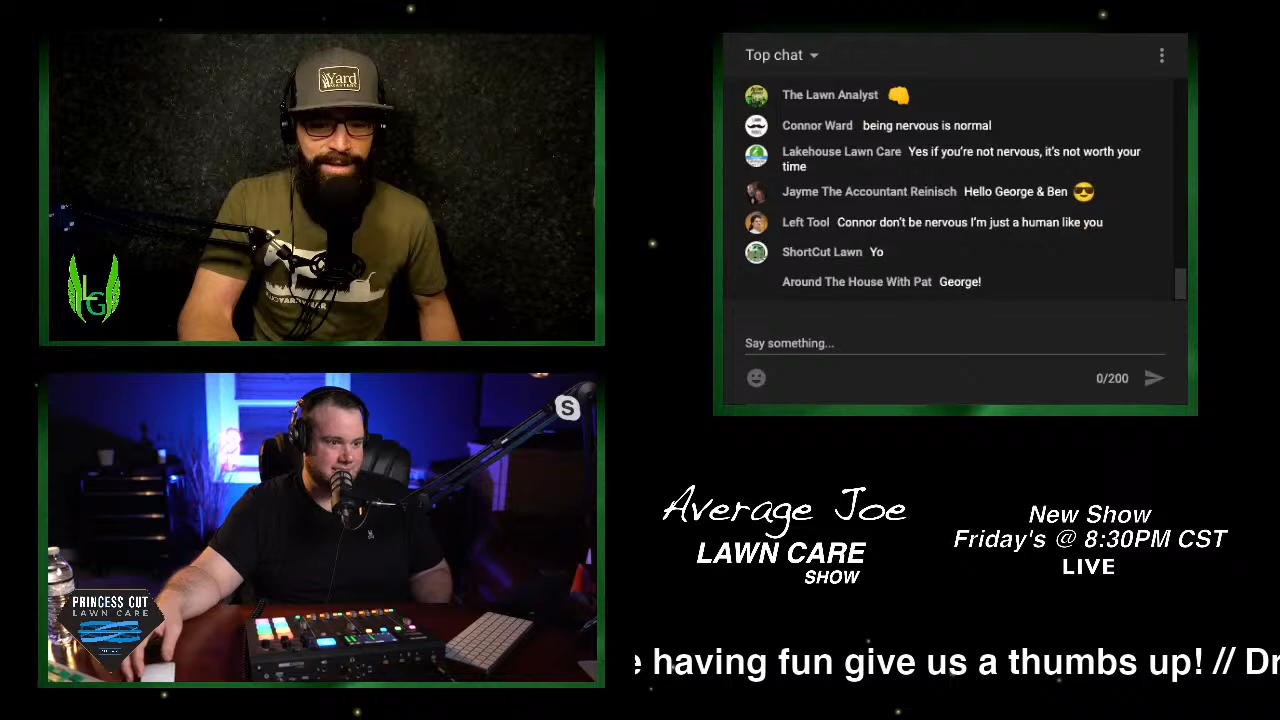 Yard
LG
S
PRINCESS CUT
LAWN CARE
Top chat
The Lawn Analyst
Connor Ward being nervous is normal
Lakehouse Lawn Care Yes if you're not nervous, it's not worth your
time
Jayme The Accountant Reinisch Hello George & Ben
Left Tool Connor don't be nervous I'm just a human like you
ShortCut Lawn Yo
Around The House With Pat George!
Say something...
0/200
Average Joe
LAWN CARE
SHOW
New Show
Friday's @ 8:30PM CST
LIVE
e having fun give us a thumbs up! // Dr